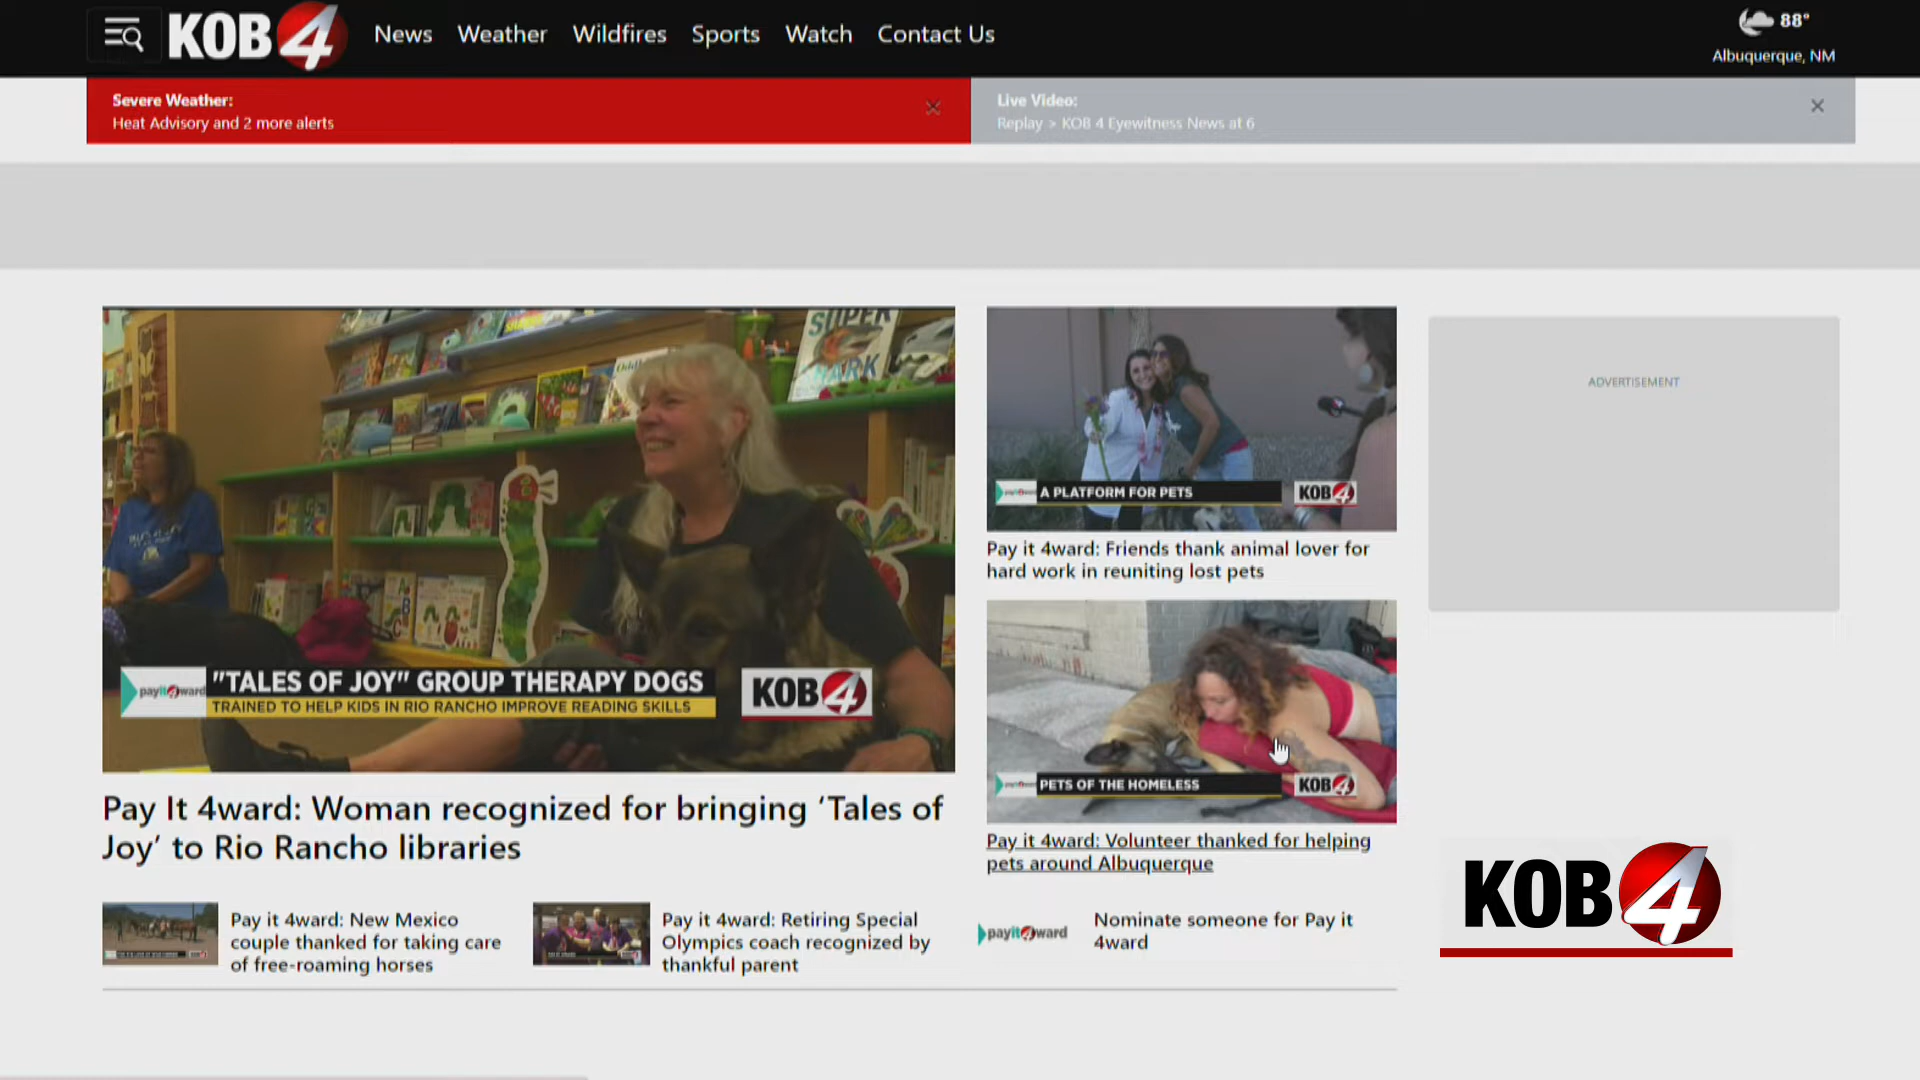 KOB 4
News
Weather
Wildfires
Sports
Watch
Contact Us
88°
Albuquerque, NM
Severe Weather:
Heat Advisory and 2 more alerts
Live Video:
Replay > KOB 4 Eyewitness News at 6
SUPER
"TALES OF JOY" GROUP THERAPY DOGS
TRAINED TO HELP KIDS IN RIO RANCHO IMPROVE READING SKILLS
payit4ward
KOB 4
Pay It 4ward: Woman recognized for bringing ‘Tales of
Joy’ to Rio Rancho libraries
A PLATFORM FOR PETS
KOB 4
Pay it 4ward: Friends thank animal lover for
hard work in reuniting lost pets
PETS OF THE HOMELESS
KOB 4
Pay it 4ward: Volunteer thanked for helping
pets around Albuquerque
ADVERTISEMENT
Pay it 4ward: New Mexico
couple thanked for taking care
of free-roaming horses
Pay it 4ward: Retiring Special
Olympics coach recognized by
thankful parent
payit4ward
Nominate someone for Pay it
4ward
KOB 4